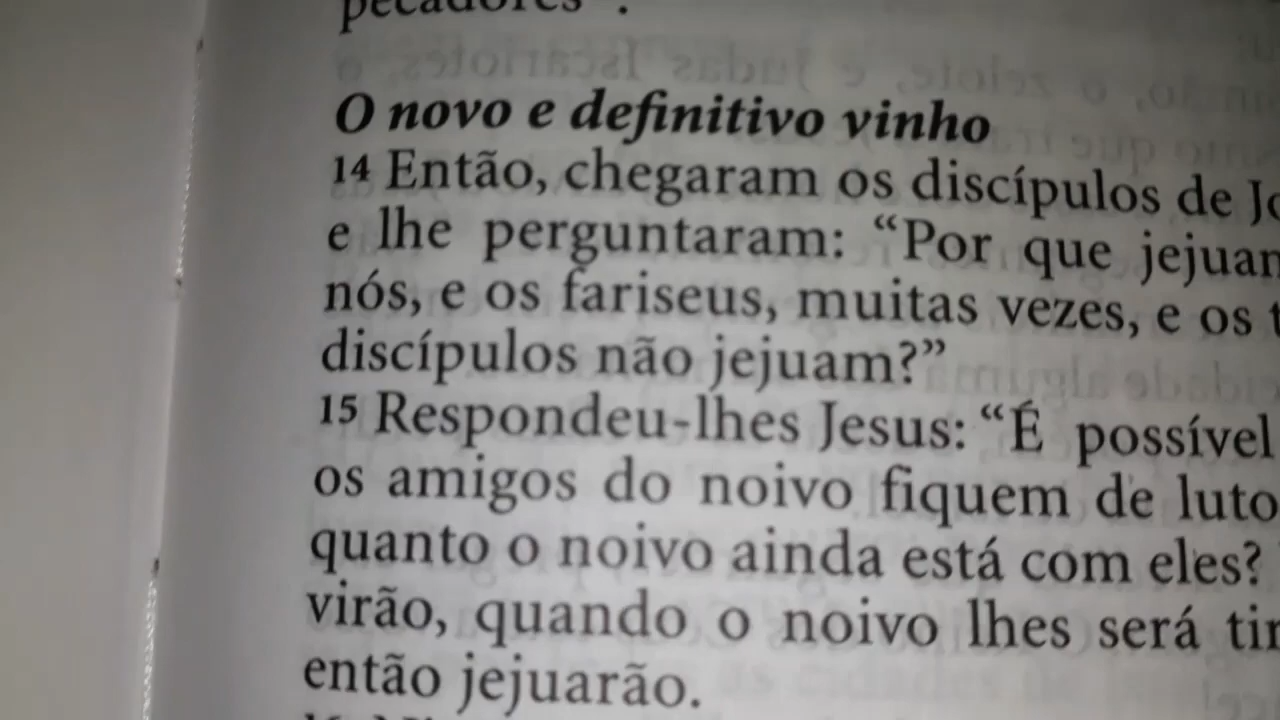 pecadores".
O novo e definitivo vinho
14 Então, chegaram os discípulos de
e lhe perguntaram: “Por que
nós, e os fariseus, muitas vezes, e os
discípulos não jejuam?”
15 Respondeu-lhes Jesus: “É possível
os amigos do noivo fiquem de luto
quanto o noivo ainda está com eles?
virão, quando o noivo lhes será
então jejuarão.